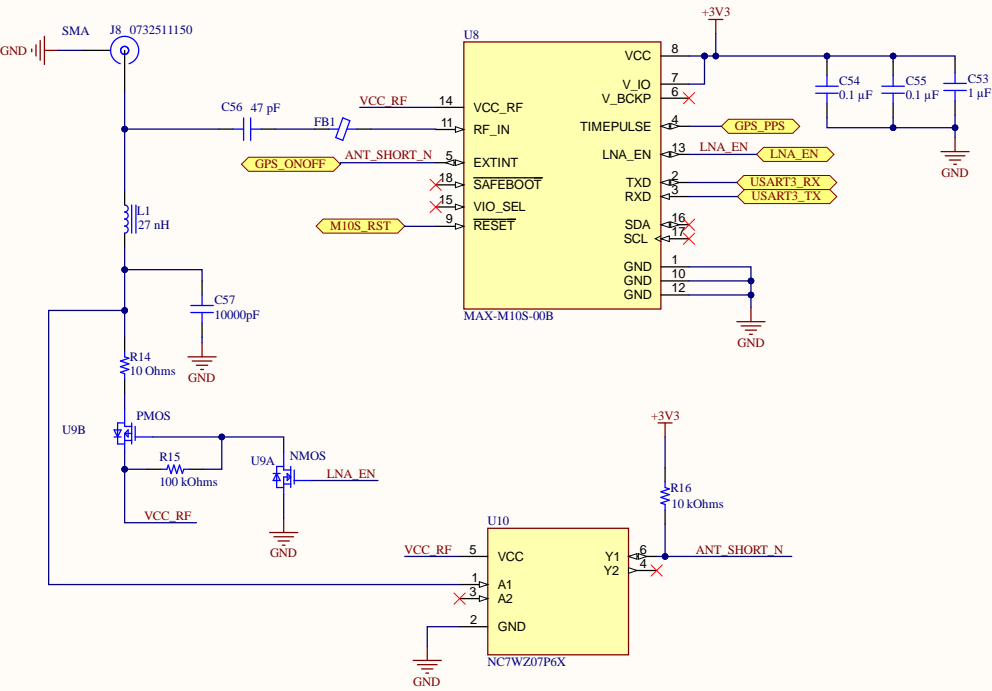 +3V3
SMA
J8 0732511150
GND
U8
VCC 8
V_IO 7
V_BCKP 6
TIMEPULSE 4
GPS_PPS
LNA_EN 13
LNA_EN
LNA_EN
TXD 2
USART3_RX
RXD 3
USART3_TX
SDA 16
SCL 17
GND 1
GND 10
GND 12
GND
VCC_RF
14 VCC_RF
11 RF_IN
ANT_SHORT_N
GPS_ONOFF
5 EXTINT
18 SAFEBOOT
15 VIO_SEL
M10S_RST
9 RESET
MAX-M10S-00B
C54
0.1 µF
C55
0.1 µF
C53
1 µF
GND
C56 47 pF
FB1
L1
27 nH
C57
10000pF
GND
R14
10 Ohms
PMOS
U9B
R15
100 kOhms
VCC_RF
U9A
NMOS
LNA_EN
GND
+3V3
R16
10 kOhms
U10
VCC_RF
5 VCC
1 A1
3 A2
2 GND
Y1 6
Y2 4
ANT_SHORT_N
NC7WZ07P6X
GND